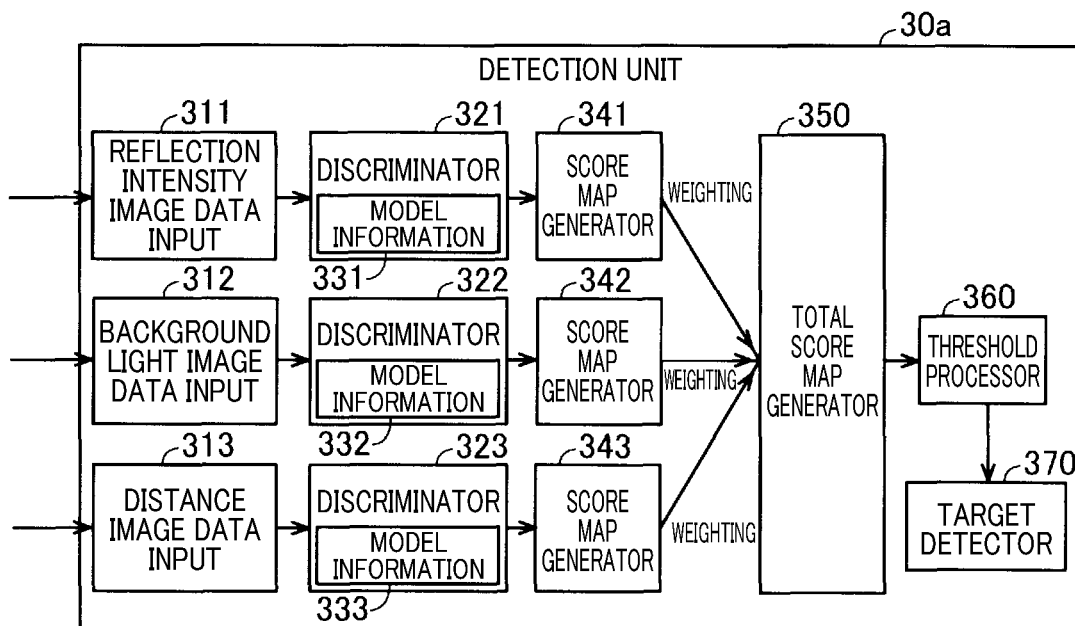 30a
DETECTION UNIT
311
REFLECTION
INTENSITY
IMAGE DATA
INPUT
321
DISCRIMINATOR
MODEL
INFORMATION
331
341
SCORE
MAP
GENERATOR
WEIGHTING
312
BACKGROUND
LIGHT IMAGE
DATA INPUT
322
DISCRIMINATOR
MODEL
INFORMATION
332
342
SCORE
MAP
GENERATOR
WEIGHTING
313
DISTANCE
IMAGE DATA
INPUT
323
DISCRIMINATOR
MODEL
INFORMATION
333
343
SCORE
MAP
GENERATOR
WEIGHTING
350
TOTAL
SCORE
MAP
GENERATOR
360
THRESHOLD
PROCESSOR
370
TARGET
DETECTOR